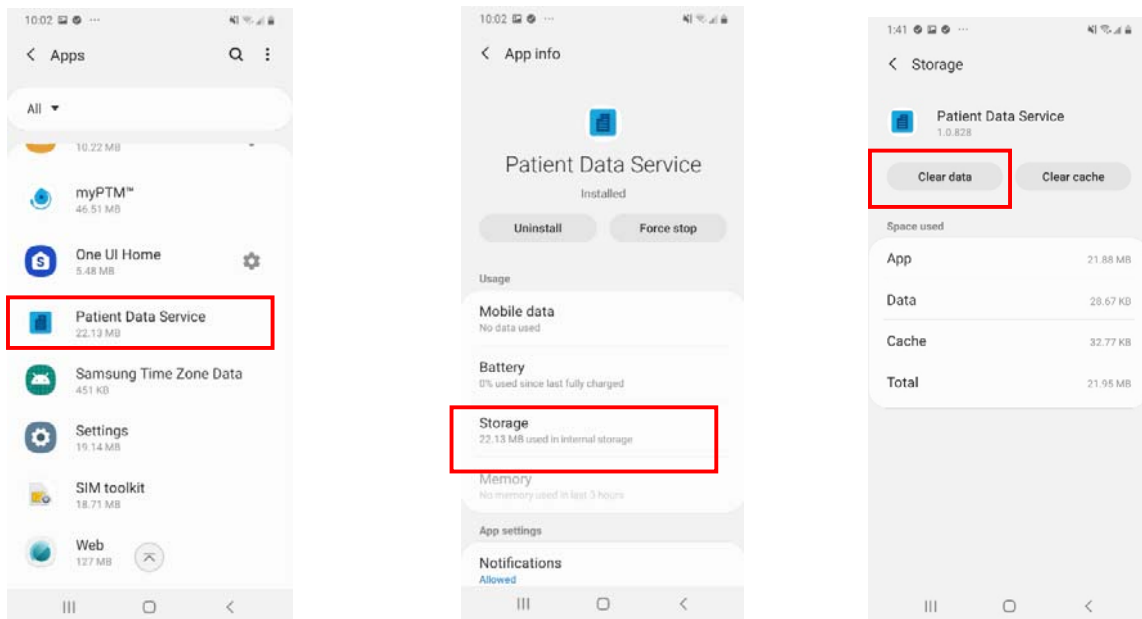 10:02
Apps
All
10.22 MB
myPTM™
46.51 MB
One UI Home
5.48 MB
Patient Data Service
22.13 MB
Samsung Time Zone Data
451 KB
Settings
19.14 MB
SIM toolkit
18.71 MB
Web
127 MB
10:02
App info
Patient Data Service
Installed
Uninstall
Force stop
Usage
Mobile data
No data used
Battery
0% used since last fully charged
Storage
22.13 MB used in internal storage
Memory
No memory used in last 3 hours
App settings
Notifications
Allowed
1:41
Storage
Patient Data Service
1.0.828
Clear data
Clear cache
Space used
App 21.88 MB
Data 28.67 KB
Cache 32.77 KB
Total 21.95 MB